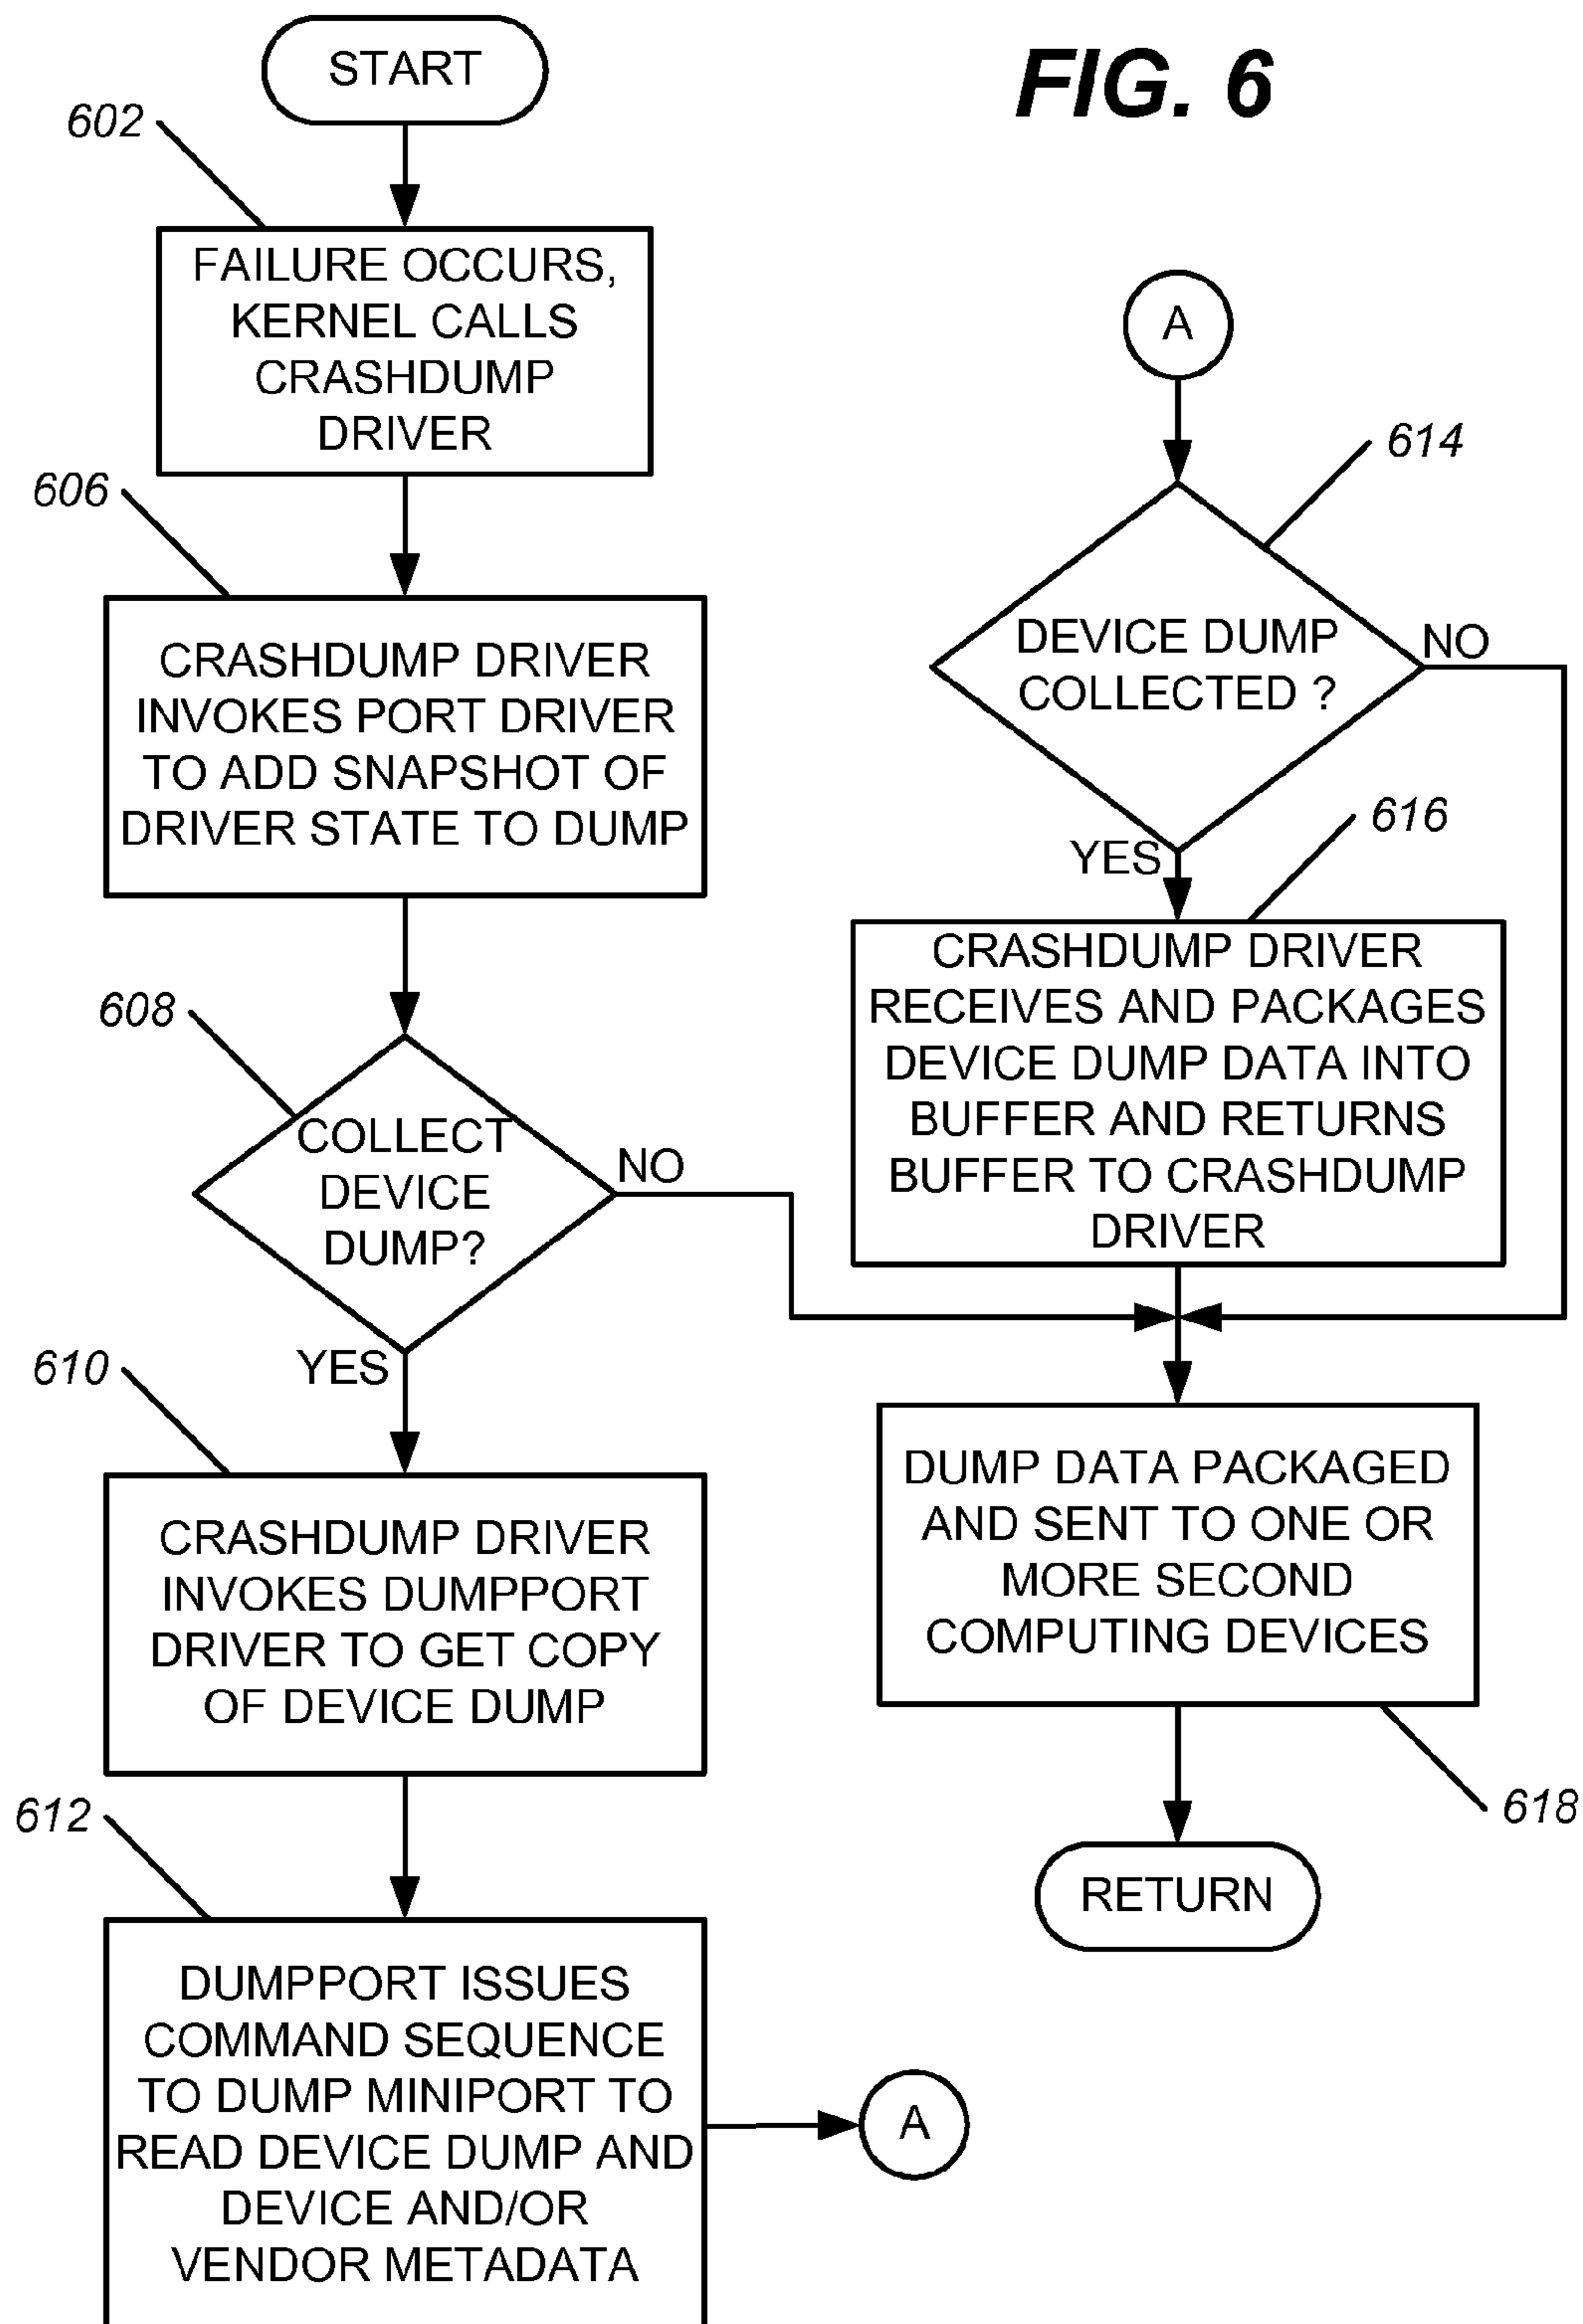 FIG. 6
START
602
FAILURE OCCURS,
KERNEL CALLS
CRASHDUMP
DRIVER
606
CRASHDUMP DRIVER
INVOKES PORT DRIVER
TO ADD SNAPSHOT OF
DRIVER STATE TO DUMP
608
COLLECT
DEVICE
DUMP?
NO
YES
610
CRASHDUMP DRIVER
INVOKES DUMPPORT
DRIVER TO GET COPY
OF DEVICE DUMP
612
DUMPPORT ISSUES
COMMAND SEQUENCE
TO DUMP MINIPORT TO
READ DEVICE DUMP AND
DEVICE AND/OR
VENDOR METADATA
A
A
614
DEVICE DUMP
COLLECTED ?
NO
YES
616
CRASHDUMP DRIVER
RECEIVES AND PACKAGES
DEVICE DUMP DATA INTO
BUFFER AND RETURNS
BUFFER TO CRASHDUMP
DRIVER
DUMP DATA PACKAGED
AND SENT TO ONE OR
MORE SECOND
COMPUTING DEVICES
618
RETURN